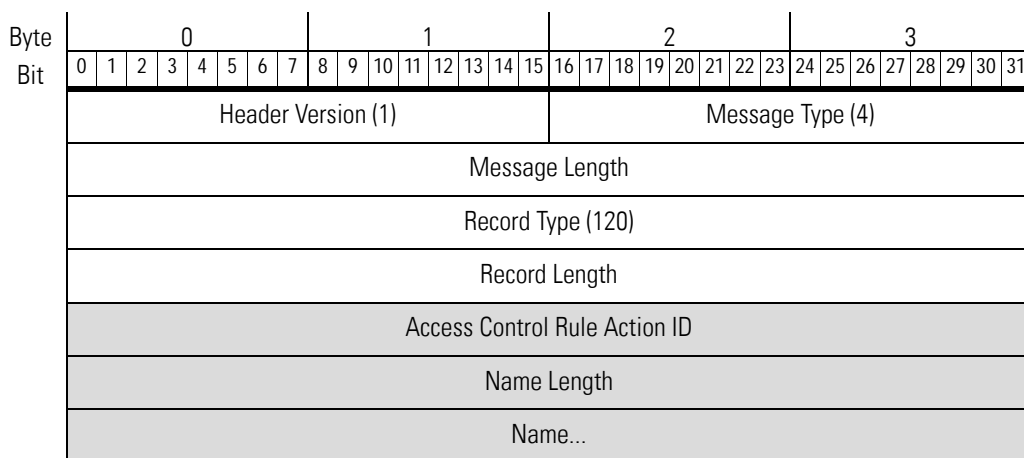 Byte 0 1 2 3
Bit 0 1 2 3 4 5 6 7 8 9 10 11 12 13 14 15 16 17 18 19 20 21 22 23 24 25 26 27 28 29 30 31
Header Version (1) Message Type (4)
Message Length
Record Type (120)
Record Length
Access Control Rule Action ID
Name Length
Name...